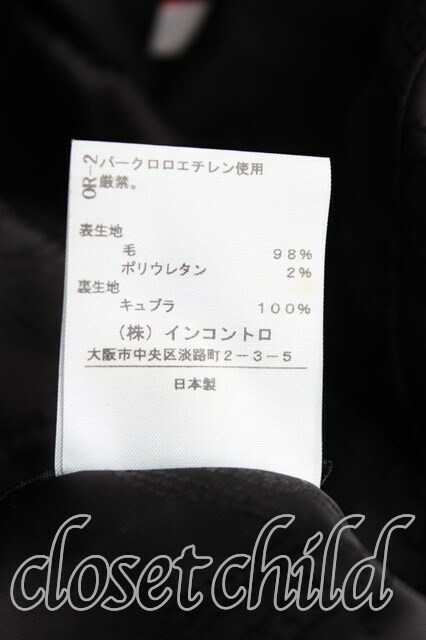 OR-2
パークロロエチレン使用
厳禁。
表生地
毛 98%
ポリウレタン 2%
裏生地
キュプラ 100%
(株)インコントロ
大阪市中央区淡路町2-3-5
日本製
closet child